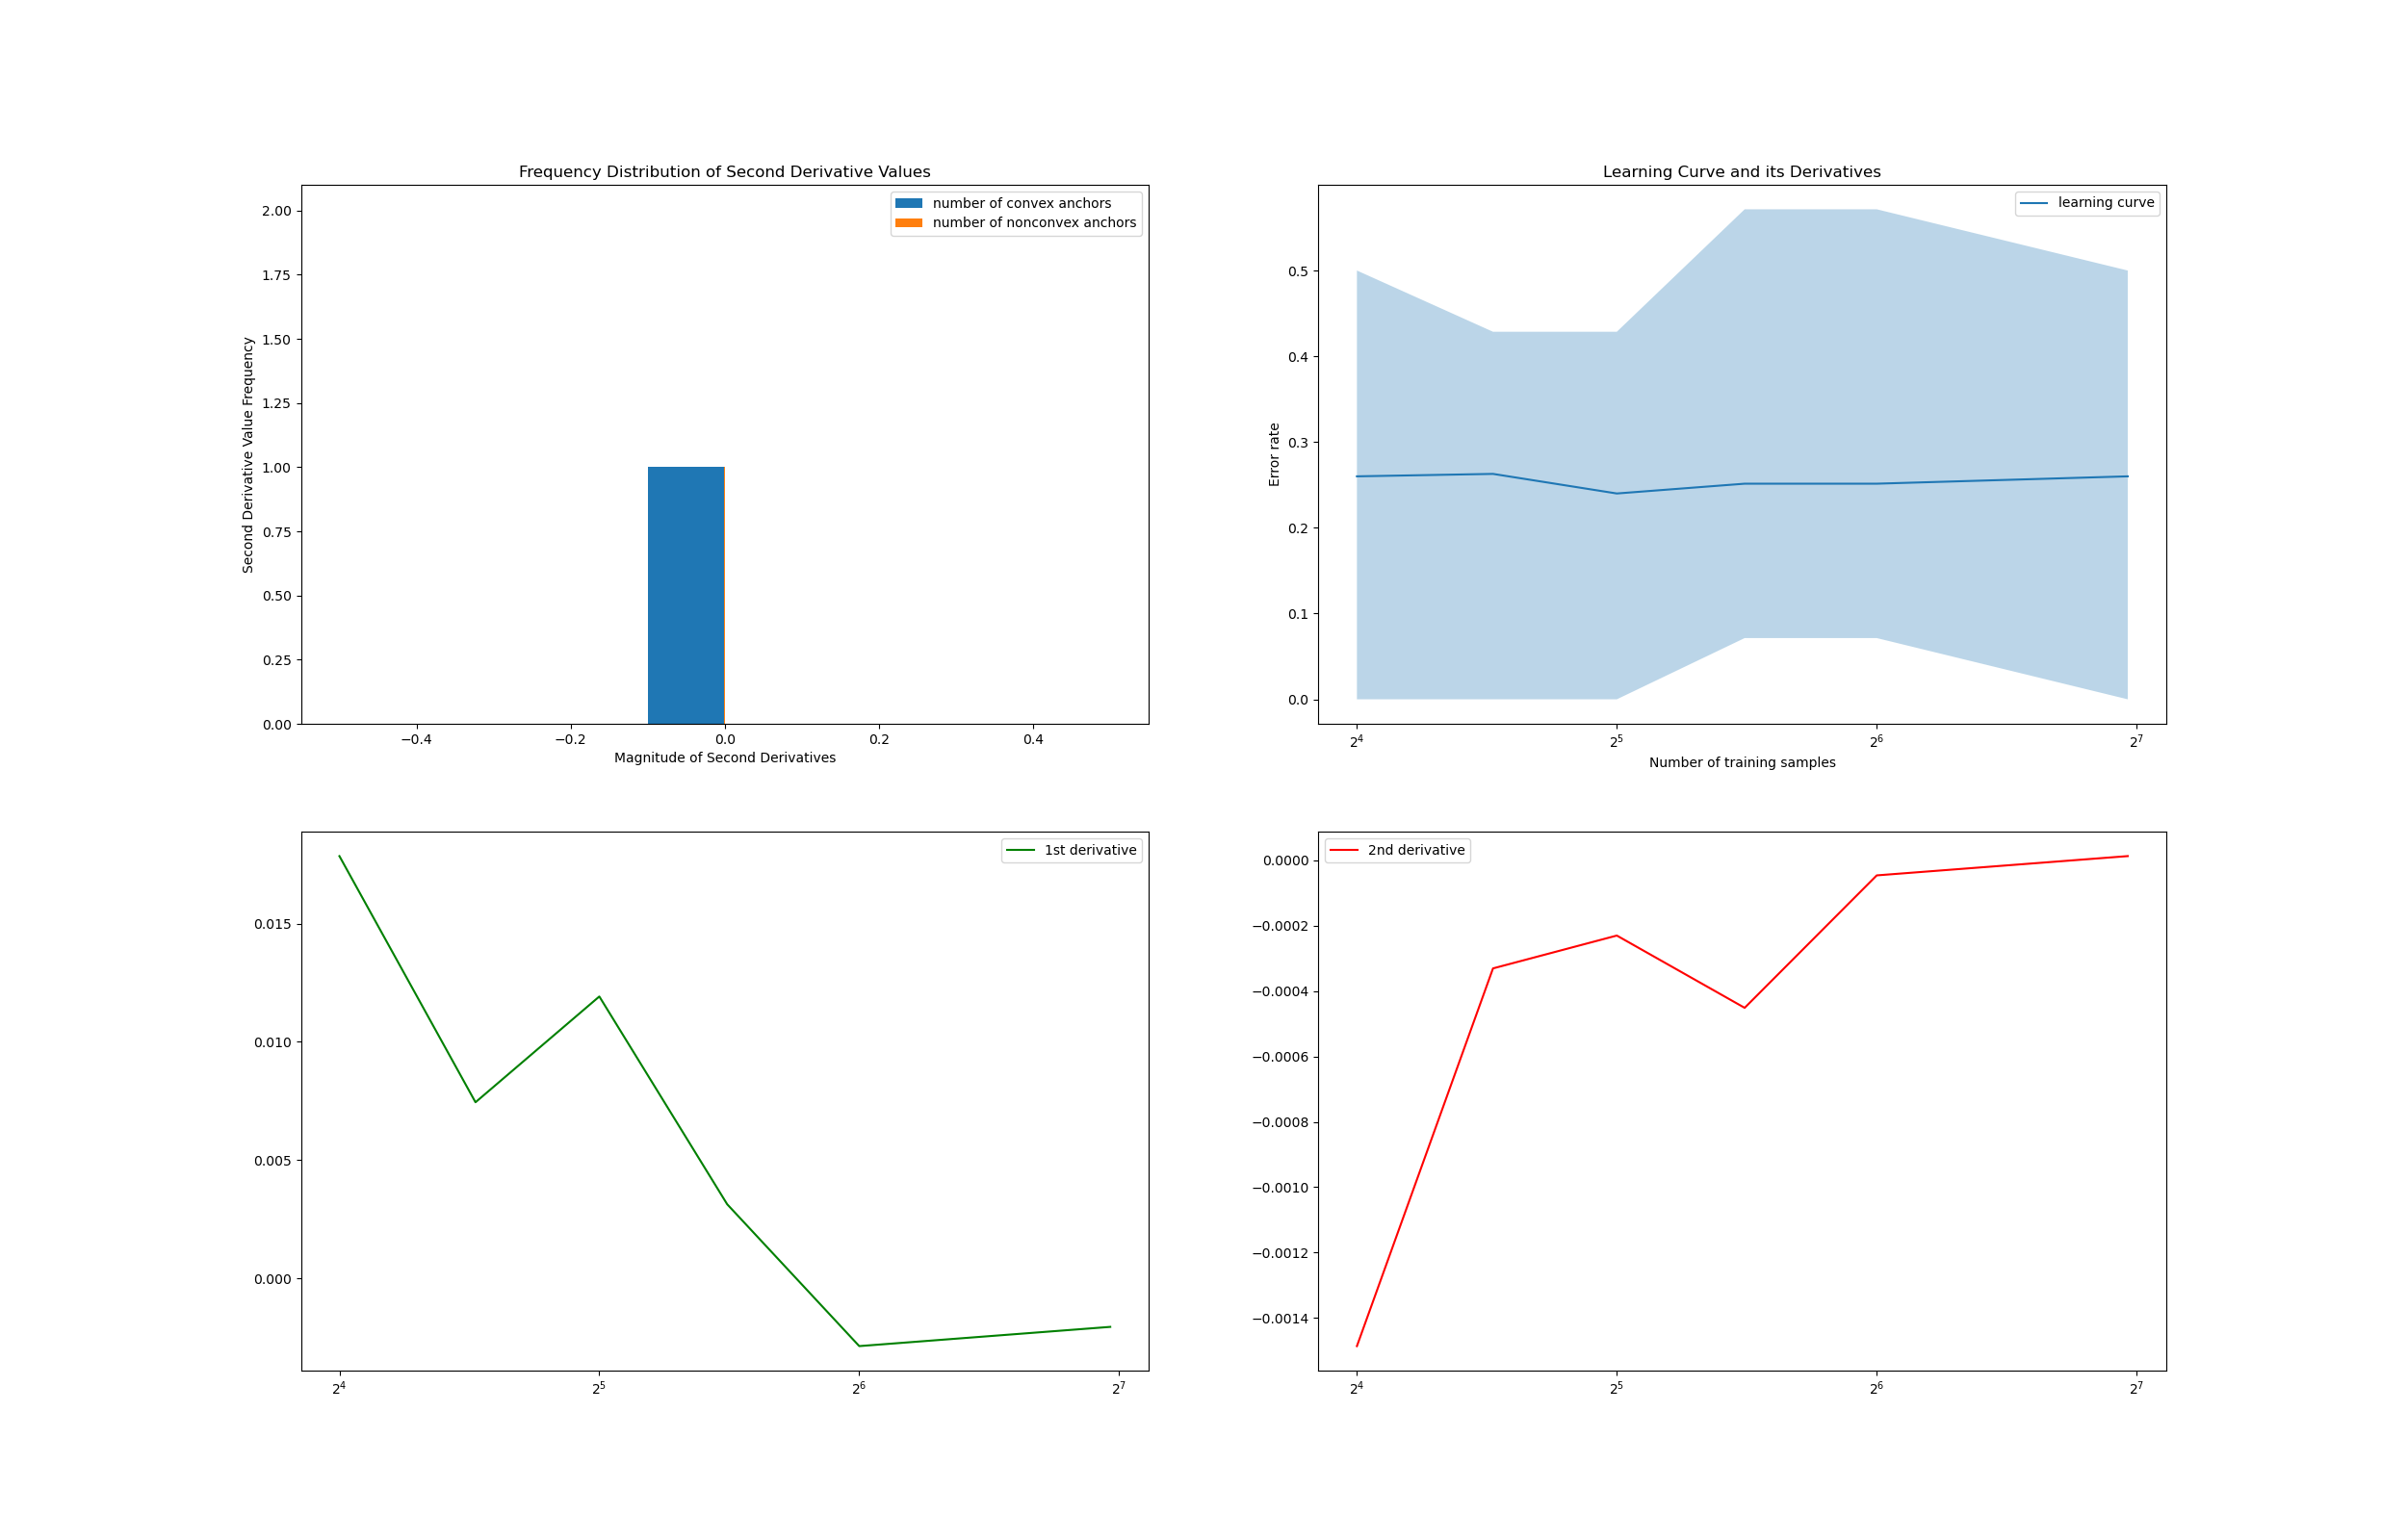 Frequency Distribution of Second Derivative Values
number of convex anchors
number of nonconvex anchors
2.00
1.75
1.50
1.25
1.00
0.75
0.50
0.25
0.00
Second Derivative Value Frequency
−0.4 −0.2 0.0 0.2 0.4
Magnitude of Second Derivatives
Learning Curve and its Derivatives
learning curve
0.5
0.4
0.3
0.2
0.1
0.0
Error rate
2⁴ 2⁵ 2⁶ 2⁷
Number of training samples
1st derivative
0.015
0.010
0.005
0.000
2⁴ 2⁵ 2⁶ 2⁷
2nd derivative
0.0000
−0.0002
−0.0004
−0.0006
−0.0008
−0.0010
−0.0012
−0.0014
2⁴ 2⁵ 2⁶ 2⁷